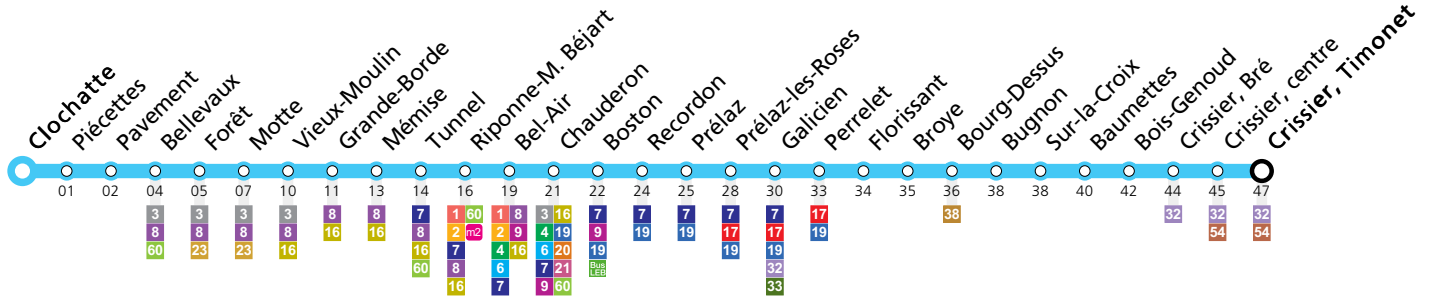 Clochatte
Piécettes
Pavement
Bellevaux
Forêt
Motte
Vieux-Moulin
Grande-Borde
Mémise
Tunnel
Riponne-M. Béjart
Bel-Air
Chauderon
Boston
Recordon
Prélaz
Prélaz-les-Roses
Galicien
Perrelet
Florissant
Broye
Bourg-Dessus
Bugnon
Sur-la-Croix
Baumettes
Bois-Genoud
Crissier, Bré
Crissier, centre
Crissier, Timonet
01 02 04 05 07 10 11 13 14 16 19 21 22 24 25 28 30 33 34 35 36 38 38 40 42 44 45 47
3 3 3 3 8 8 7 1 60 1 8 3 16 7 7 7 7 7 17 38 32 32 32
8 8 8 8 16 16 8 2 m2 2 9 4 19 9 19 19 17 17 19 54 54
60 23 23 16 16 7 4 16 6 20 19 19 19
60 8 6 7 21 Bus 32
LEB
16 7 9 60 33